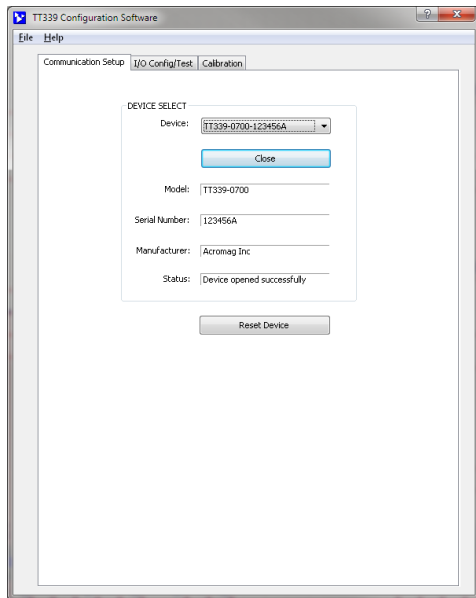 TT339 Configuration Software
?
File Help
Communication Setup I/O Config/Test Calibration
DEVICE SELECT
Device: TT339-0700-123456A
Close
Model: TT339-0700
Serial Number: 123456A
Manufacturer: Acromag Inc
Status: Device opened successfully
Reset Device